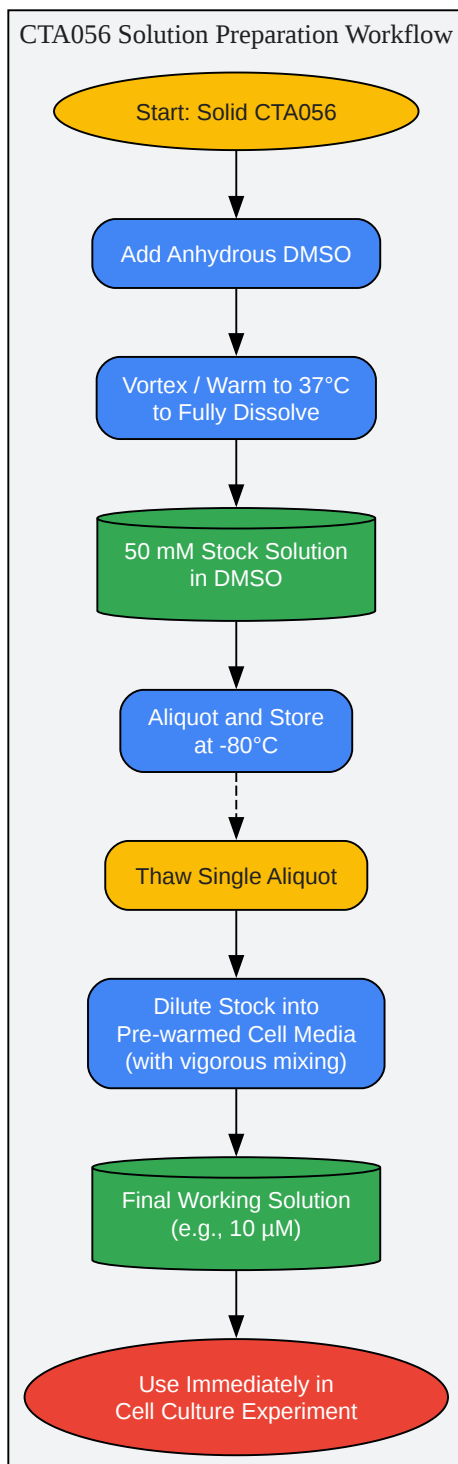 CTA056 Solution Preparation Workflow
Start: Solid CTA056
Add Anhydrous DMSO
Vortex / Warm to 37°C
to Fully Dissolve
50 mM Stock Solution
in DMSO
Aliquot and Store
at -80°C
Thaw Single Aliquot
Dilute Stock into
Pre-warmed Cell Media
(with vigorous mixing)
Final Working Solution
(e.g., 10 µM)
Use Immediately in
Cell Culture Experiment